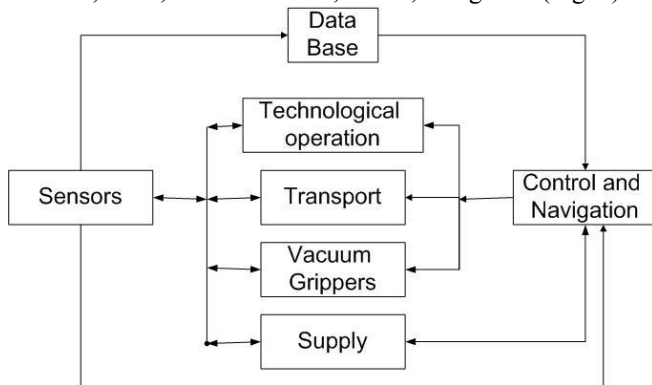 Data
Base
Technological
operation
Sensors
Transport
Control and
Navigation
Vacuum
Grippers
Supply